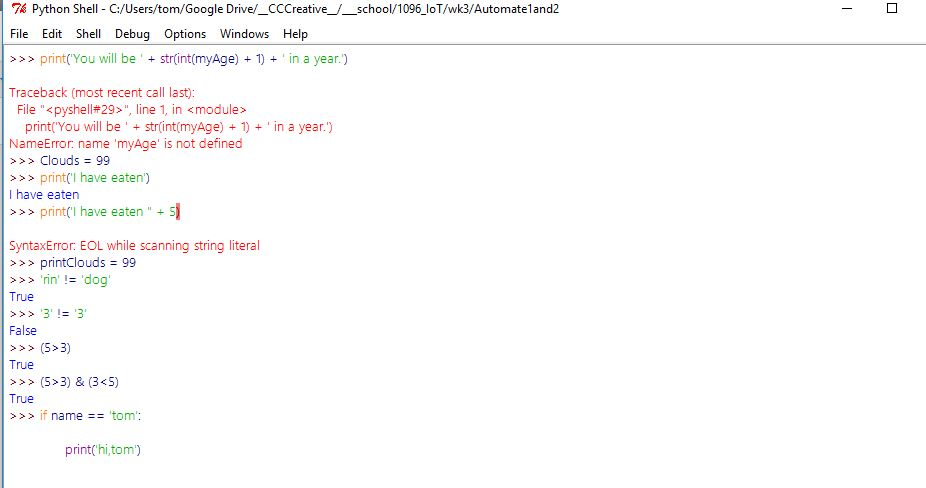 Python Shell - C:/Users/tom/Google Drive/__CCCreative__/___school/1096_IoT/wk3/Automate1and2
File Edit Shell Debug Options Windows Help
>>> print('You will be ' + str(int(myAge) + 1) + ' in a year.')
Traceback (most recent call last):
  File "<pyshell#29>", line 1, in <module>
    print('You will be ' + str(int(myAge) + 1) + ' in a year.')
NameError: name 'myAge' is not defined
>>> Clouds = 99
>>> print('I have eaten')
I have eaten
>>> print('I have eaten " + 5)
SyntaxError: EOL while scanning string literal
>>> printClouds = 99
>>> 'rin' != 'dog'
True
>>> '3' != '3'
False
>>> (5>3)
True
>>> (5>3) & (3<5)
True
>>> if name == 'tom':
print('hi,tom')